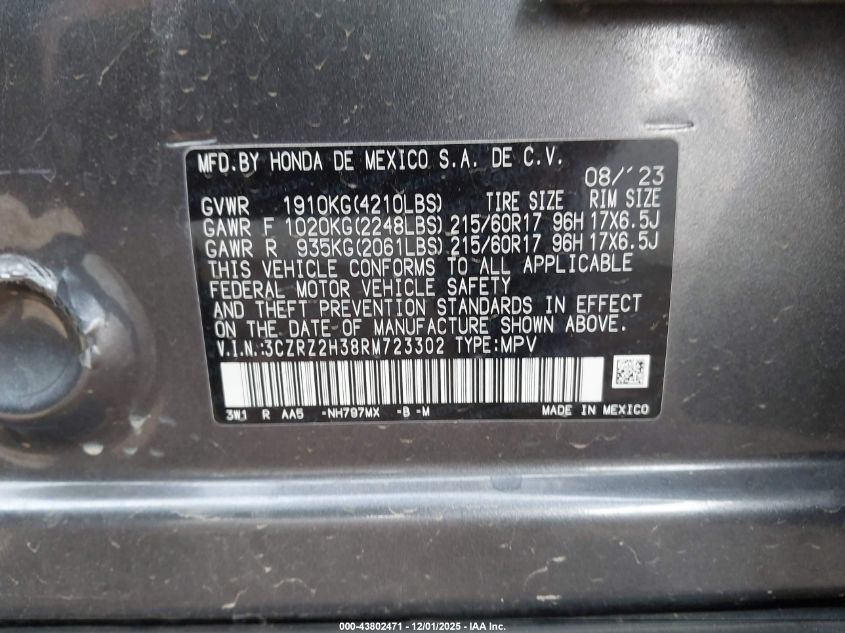 MFD.BY HONDA DE MEXICO S.A. DE C.V.
08/'23
GVWR 1910KG(4210LBS) TIRE SIZE RIM SIZE
GAWR F 1020KG(2248LBS) 215/60R17 96H 17X6.5J
GAWR R 935KG(2061LBS) 215/60R17 96H 17X6.5J
THIS VEHICLE CONFORMS TO ALL APPLICABLE
FEDERAL MOTOR VEHICLE SAFETY
AND THEFT PREVENTION STANDARDS IN EFFECT
ON THE DATE OF MANUFACTURE SHOWN ABOVE.
V.I.N.:3CZRZ2H38RM723302 TYPE:MPV
3W1 R AA5 -NH797MX -B -M MADE IN MEXICO
000-43802471 - 12/01/2025 - IAA Inc.